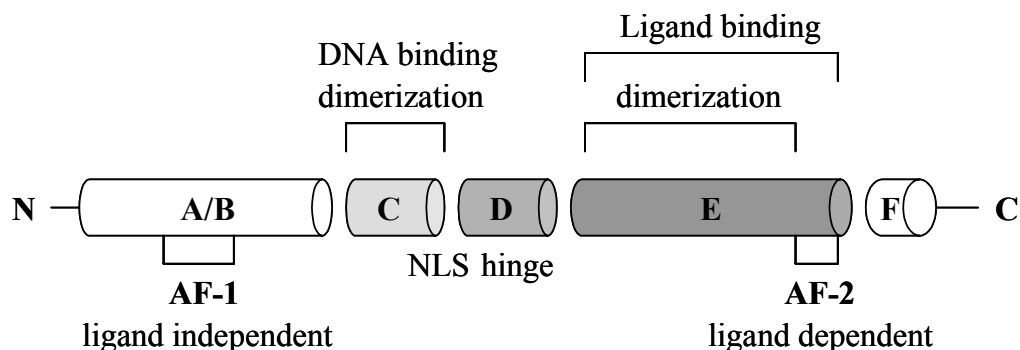 Ligand binding
DNA binding
dimerization
dimerization
N
A/B
C
D
E
F
C
NLS hinge
AF-1
ligand independent
AF-2
ligand dependent